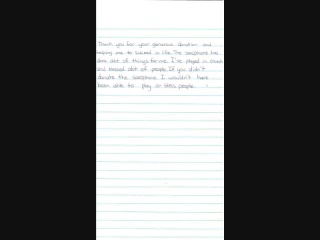 Thank you for your generous donation and
helping me to succeed in life. The saxophone has
done alot of things for me. I've played in church
and blessed alot of people. If you didn't
donate the saxophone I wouldn't have
been able to play or bless people.